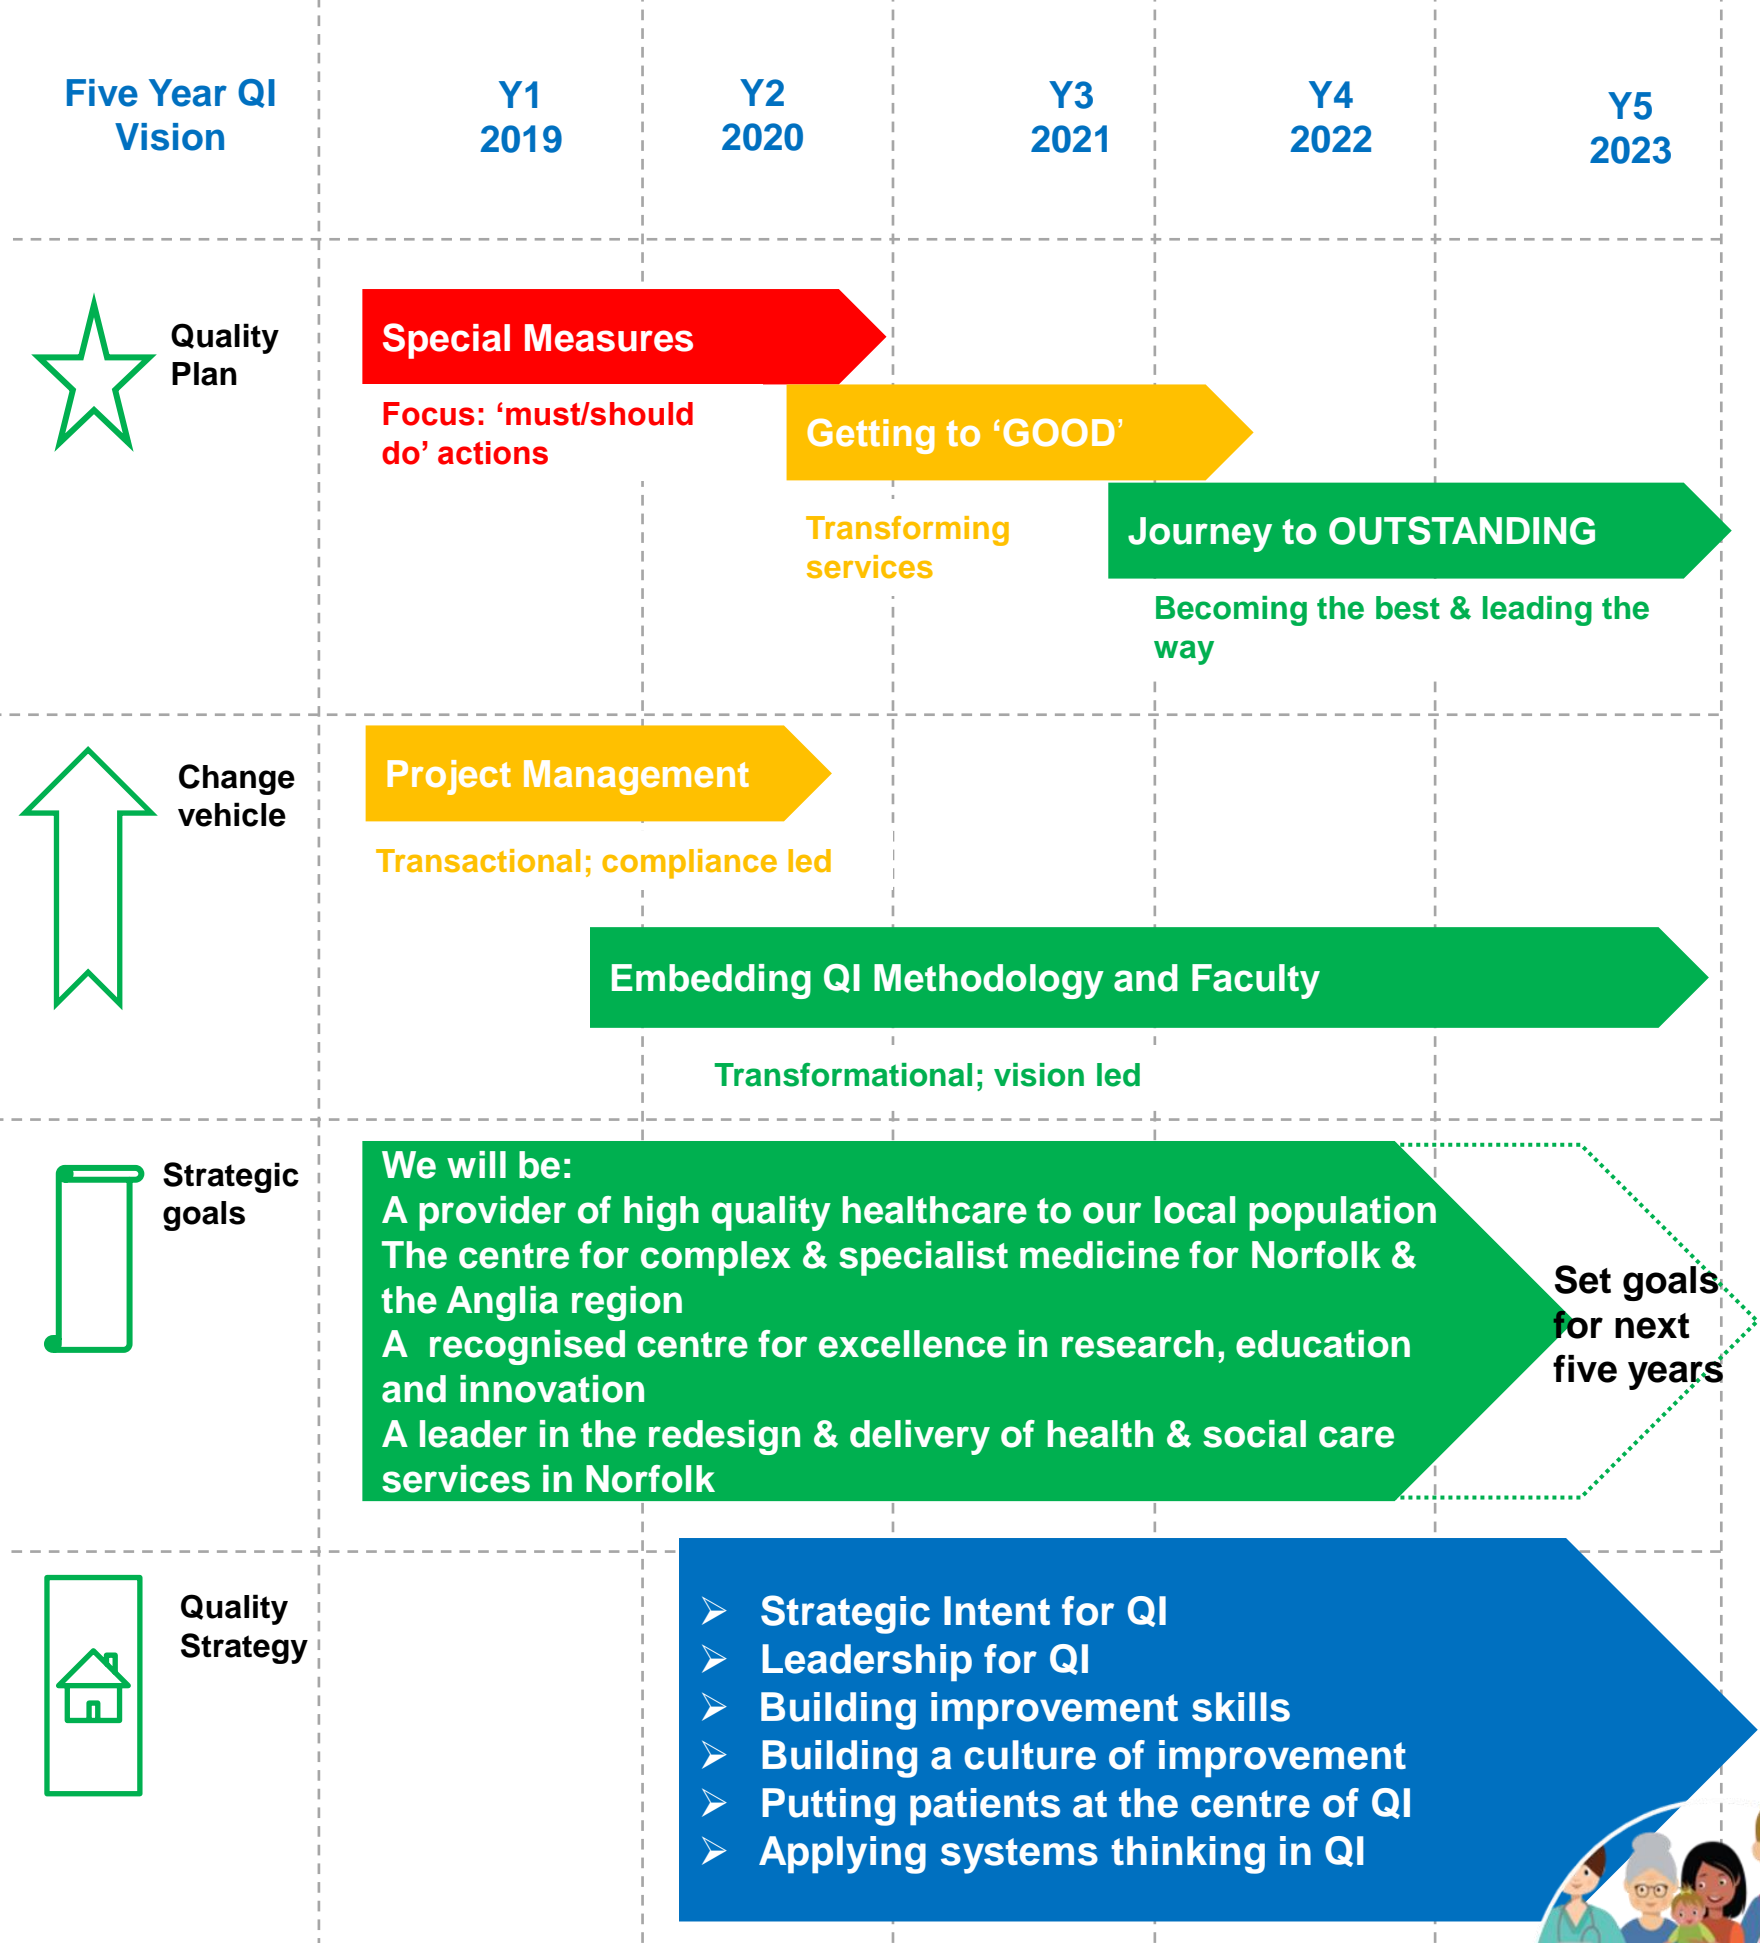 Five Year QI
Vision
Y1
2019
Y2
2020
Y3
2021
Y4
2022
Y5
2023
Quality
Plan
Special Measures
Focus: ‘must/should
do’ actions
Getting to ‘GOOD’
Transforming
services
Journey to OUTSTANDING
Becoming the best & leading the
way
Change
vehicle
Project Management
Transactional; compliance led
Embedding QI Methodology and Faculty
Transformational; vision led
Strategic
goals
We will be:
A provider of high quality healthcare to our local population
The centre for complex & specialist medicine for Norfolk &
the Anglia region
A recognised centre for excellence in research, education
and innovation
A leader in the redesign & delivery of health & social care
services in Norfolk
Set goals
for next
five years
Quality
Strategy
➢ Strategic Intent for QI
➢ Leadership for QI
➢ Building improvement skills
➢ Building a culture of improvement
➢ Putting patients at the centre of QI
➢ Applying systems thinking in QI